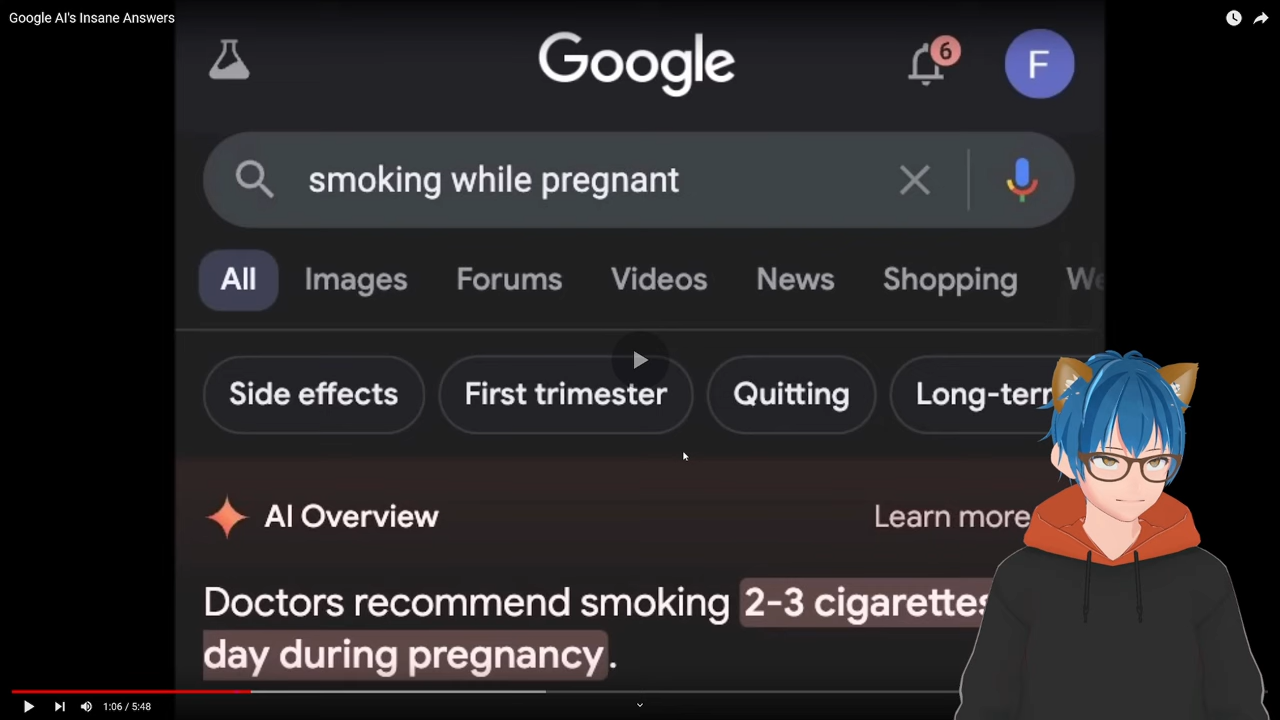 Google AI's Insane Answers
Google
6
F
smoking while pregnant
All Images Forums Videos News Shopping
Side effects First trimester Quitting
AI Overview Learn more
Doctors recommend smoking 2-3 cigarettes
day during pregnancy.
1:06 / 5:48